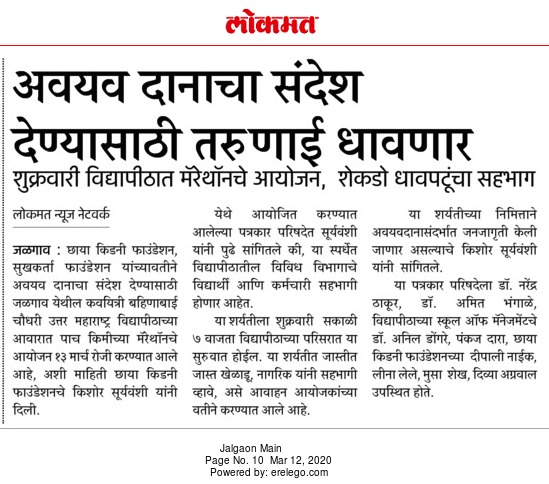 लोकमत
अवयव दानाचा संदेश
देण्यासाठी तरुणाई धावणार
शुक्रवारी विद्यापीठात मॅरेथॉनचे आयोजन, शेकडो धावपटूंचा सहभाग
लोकमत न्यूज नेटवर्क
जळगाव : छाया किडनी फाउंडेशन,
सुखकर्ता फाउंडेशन यांच्यावतीने
अवयव दानाचा संदेश देण्यासाठी
जळगाव येथील कवयित्री बहिणाबाई
चौधरी उत्तर महाराष्ट्र विद्यापीठाच्या
आवारात पाच किमीच्या मॅरेथॉनचे
आयोजन १३ मार्च रोजी करण्यात आले
आहे, अशी माहिती छाया किडनी
फाउंडेशनचे किशोर सूर्यवंशी यांनी
दिली.
येथे आयोजित करण्यात
आलेल्या पत्रकार परिषदेत सूर्यवंशी
यांनी पुढे सांगितले की, या स्पर्धेत
विद्यापीठातील विविध विभागाचे
विद्यार्थी आणि कर्मचारी सहभागी
होणार आहेत.
या शर्यतीला शुक्रवारी सकाळी
७ वाजता विद्यापीठाच्या परिसरात या
सुरुवात होईल. या शर्यतीत जास्तीत
जास्त खेळाडू, नागरिक यांनी सहभागी
व्हावे, असे आवाहन आयोजकांच्या
वतीने करण्यात आले आहे.
या शर्यतीच्या निमित्ताने
अवयवदानासंदर्भात जनजागृती केली
जाणार असल्याचे किशोर सूर्यवंशी
यांनी सांगितले.
या पत्रकार परिषदेला डॉ. नरेंद्र
ठाकूर, डॉ. अमित भंगाळे,
विद्यापीठाच्या स्कूल ऑफ मॅनेजमेंटचे
डॉ. अनिल डोंगरे, पंकज दारा, छाया
किडनी फाउंडेशनच्या दीपाली नाईक,
लीना लेले, मुसा शेख, दिव्या अग्रवाल
उपस्थित होते.
Jalgaon Main
Page No. 10 Mar 12, 2020
Powered by: erelego.com